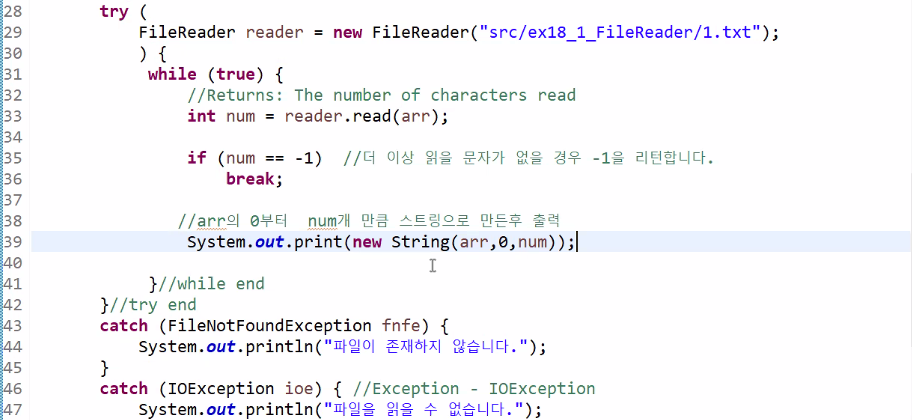 28 try (
29 FileReader reader = new FileReader("src/ex18_1_FileReader/1.txt");
30 ) {
31 while (true) {
32 //Returns: The number of characters read
33 int num = reader.read(arr);
34
35 if (num == -1) //더 이상 읽을 문자가 없을 경우 -1을 리턴합니다.
36 break;
37
38 //arr의 0부터 num개 만큼 스트링으로 만든후 출력
39 System.out.print(new String(arr,0,num));
40
41 }//while end
42 }//try end
43 catch (FileNotFoundException fnfe) {
44 System.out.println("파일이 존재하지 않습니다.");
45 }
46 catch (IOException ioe) { //Exception - IOException
47 System.out.println("파일을 읽을 수 없습니다.");